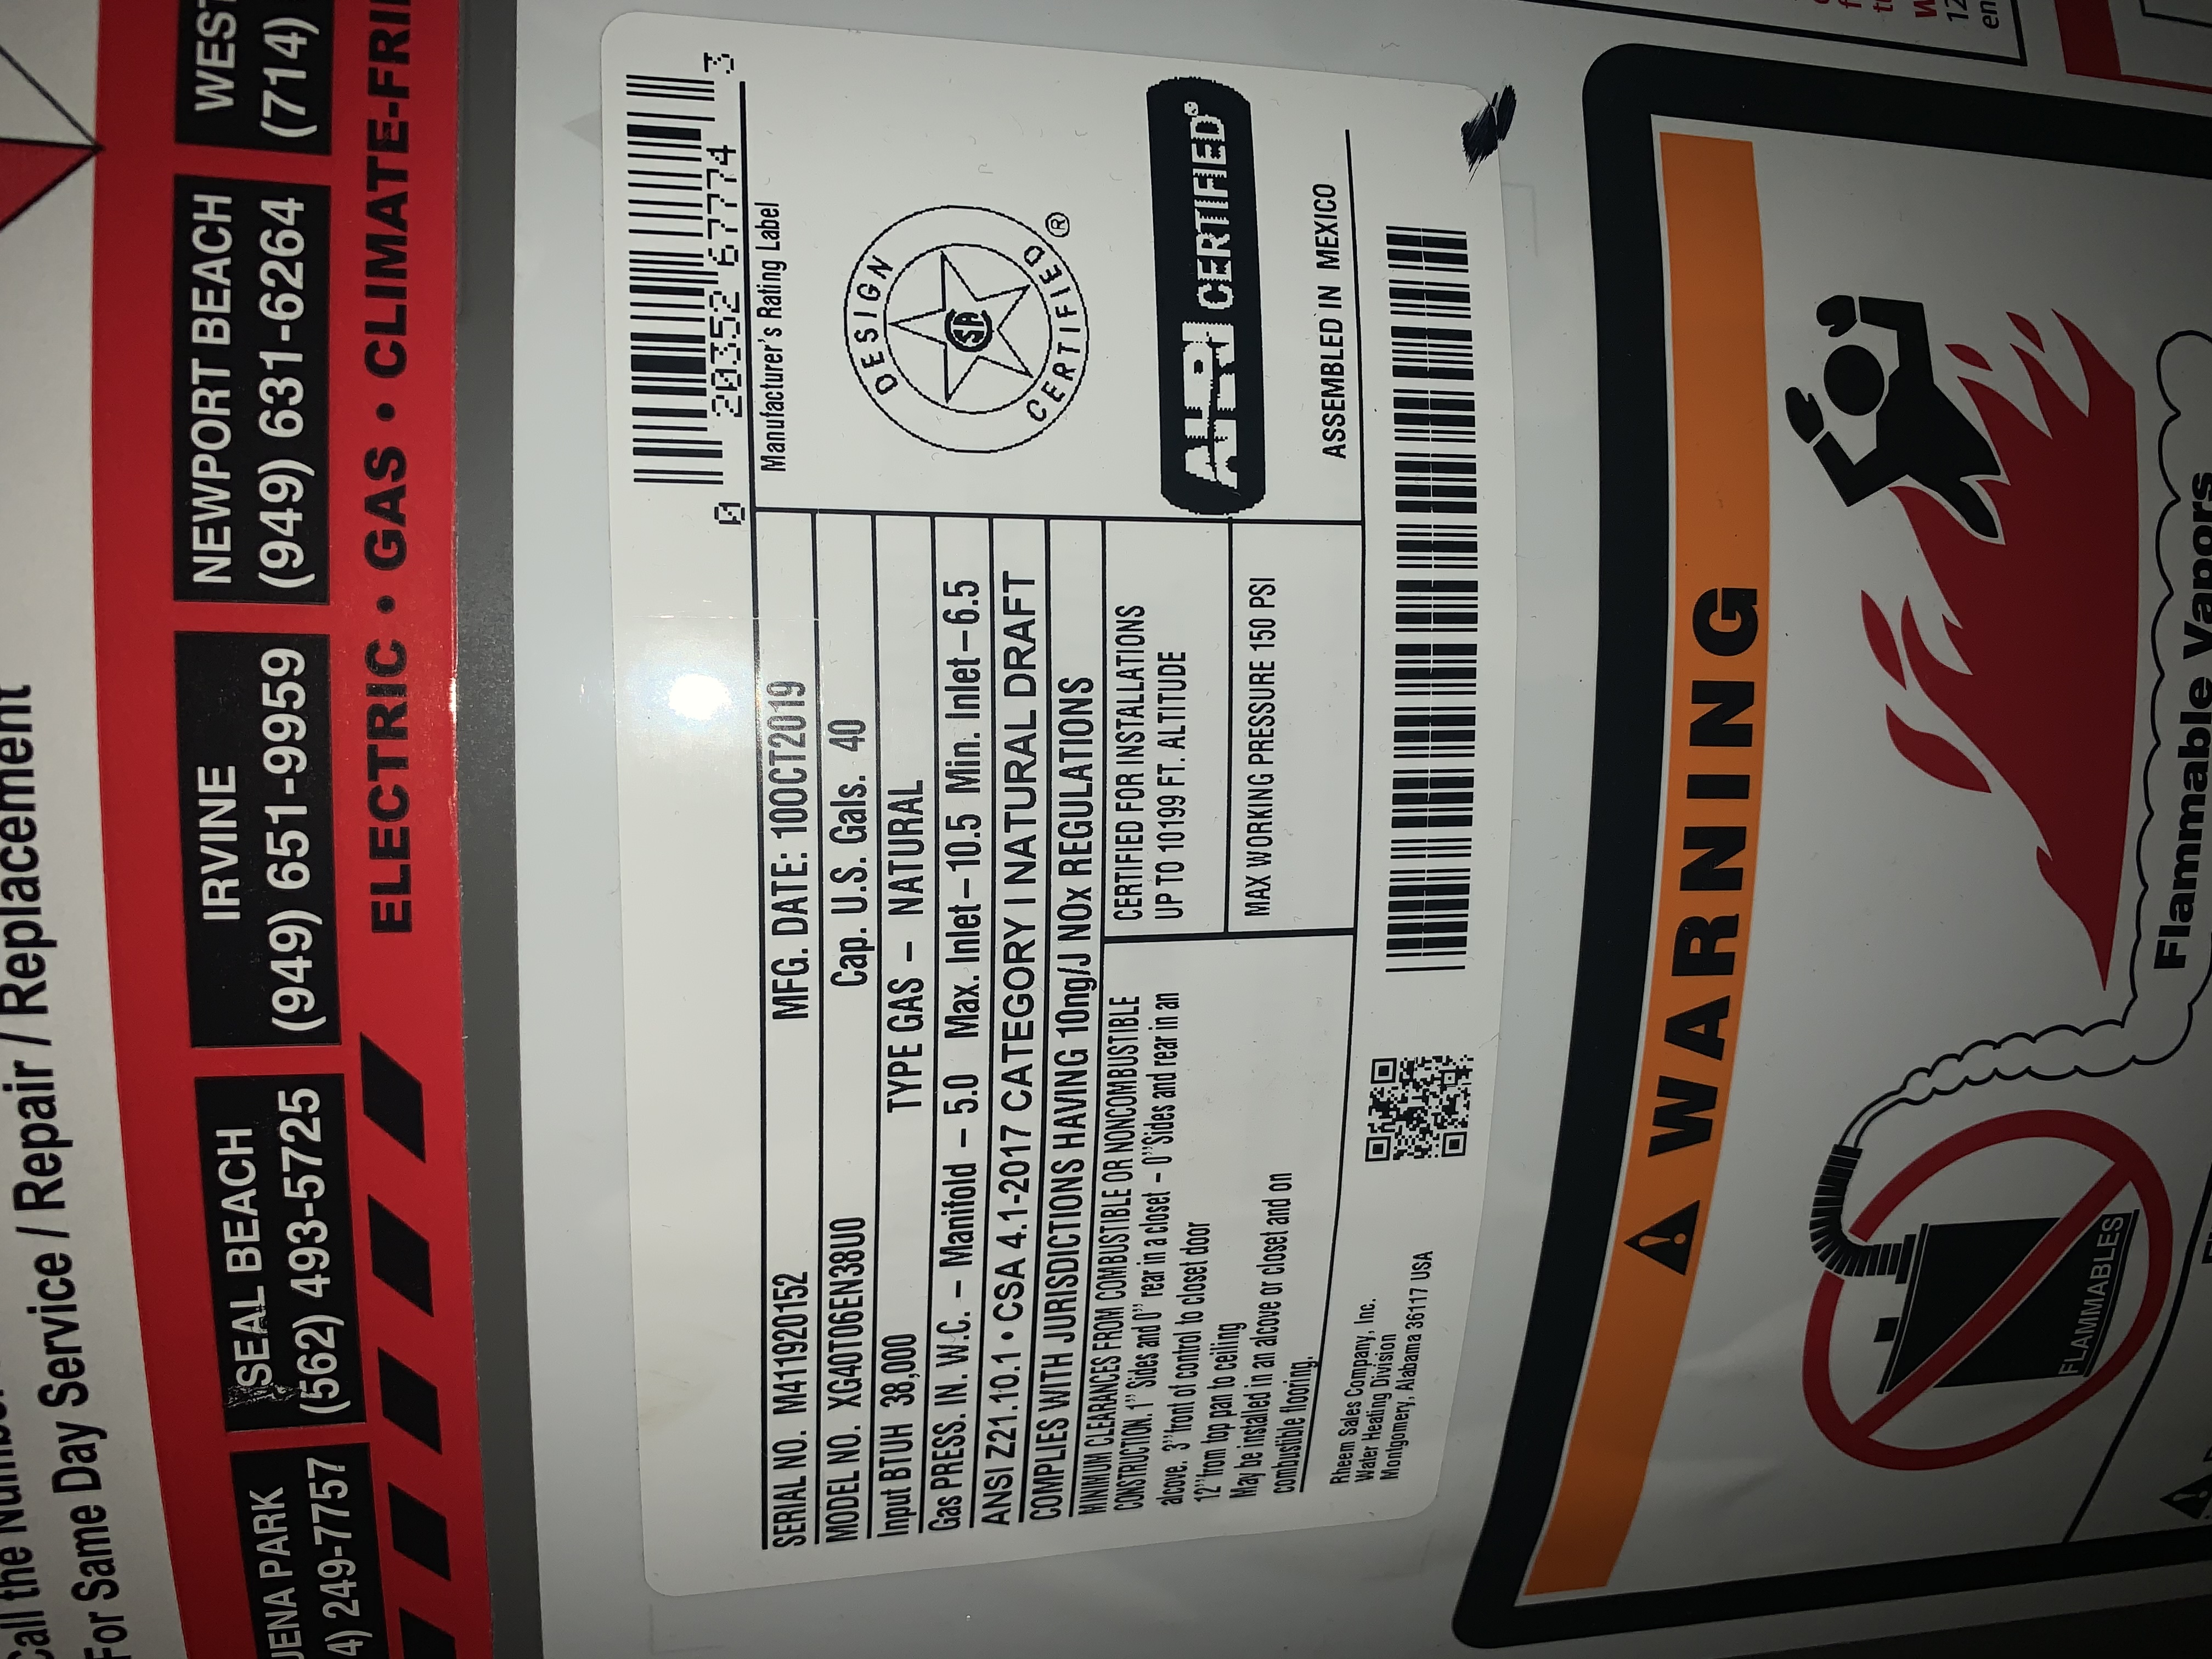 For Same Day Service / Repair / Replacement
SEAL BEACH
(562) 493-5725
IRVINE
(949) 651-9959
NEWPORT BEACH
(949) 631-6264
WEST
(714)
249-7757
PARK
ELECTRIC • GAS •
0 20352 67774 3
Manufacturer's Rating Label
SERIAL NO. M411920152 MFG. DATE: 10OCT2019
MODEL NO. XG40T06EN38U0 Cap. U.S. Gals. 40
Input BTUH 38,000 TYPE GAS – NATURAL
Gas PRESS. IN. W.C. – Manifold – 5.0 Max. Inlet – 10.5 Min. Inlet – 6.5
ANSI Z21.10.1 • CSA 4.1-2017 CATEGORY I NATURAL DRAFT
COMPLIES WITH JURISDICTIONS HAVING 10ng/J NOx REGULATIONS
MINIMUM CLEARANCES FROM COMBUSTIBLE OR NONCOMBUSTIBLE
CONSTRUCTION. 1" Sides and 0" rear in a closet – 0"Sides and rear in an
alcove. 3"front of control to closet door
12"from top pan to ceiling
May be installed in an alcove or closet and on
combustible flooring.
CERTIFIED FOR INSTALLATIONS
UP TO 10199 FT. ALTITUDE
MAX WORKING PRESSURE 150 PSI
DESIGN
CERTIFIED ®
SA
AHRI CERTIFIED®
ASSEMBLED IN MEXICO
Rheem Sales Company, Inc.
Water Heating Division
Montgomery, Alabama 36117 USA
WARNING
FLAMMABLES
Flammable Vapors